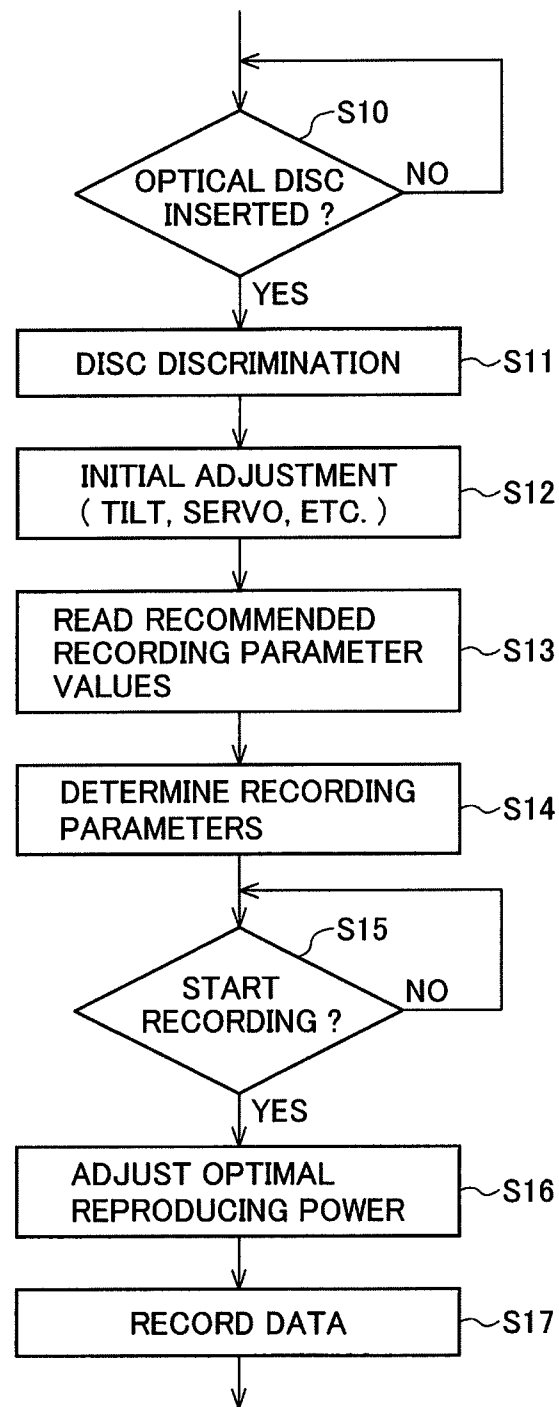 S10
OPTICAL DISC
INSERTED ?
NO
YES
DISC DISCRIMINATION
S11
INITIAL ADJUSTMENT
( TILT, SERVO, ETC. )
S12
READ RECOMMENDED
RECORDING PARAMETER
VALUES
S13
DETERMINE RECORDING
PARAMETERS
S14
S15
START
RECORDING ?
NO
YES
ADJUST OPTIMAL
REPRODUCING POWER
S16
RECORD DATA
S17